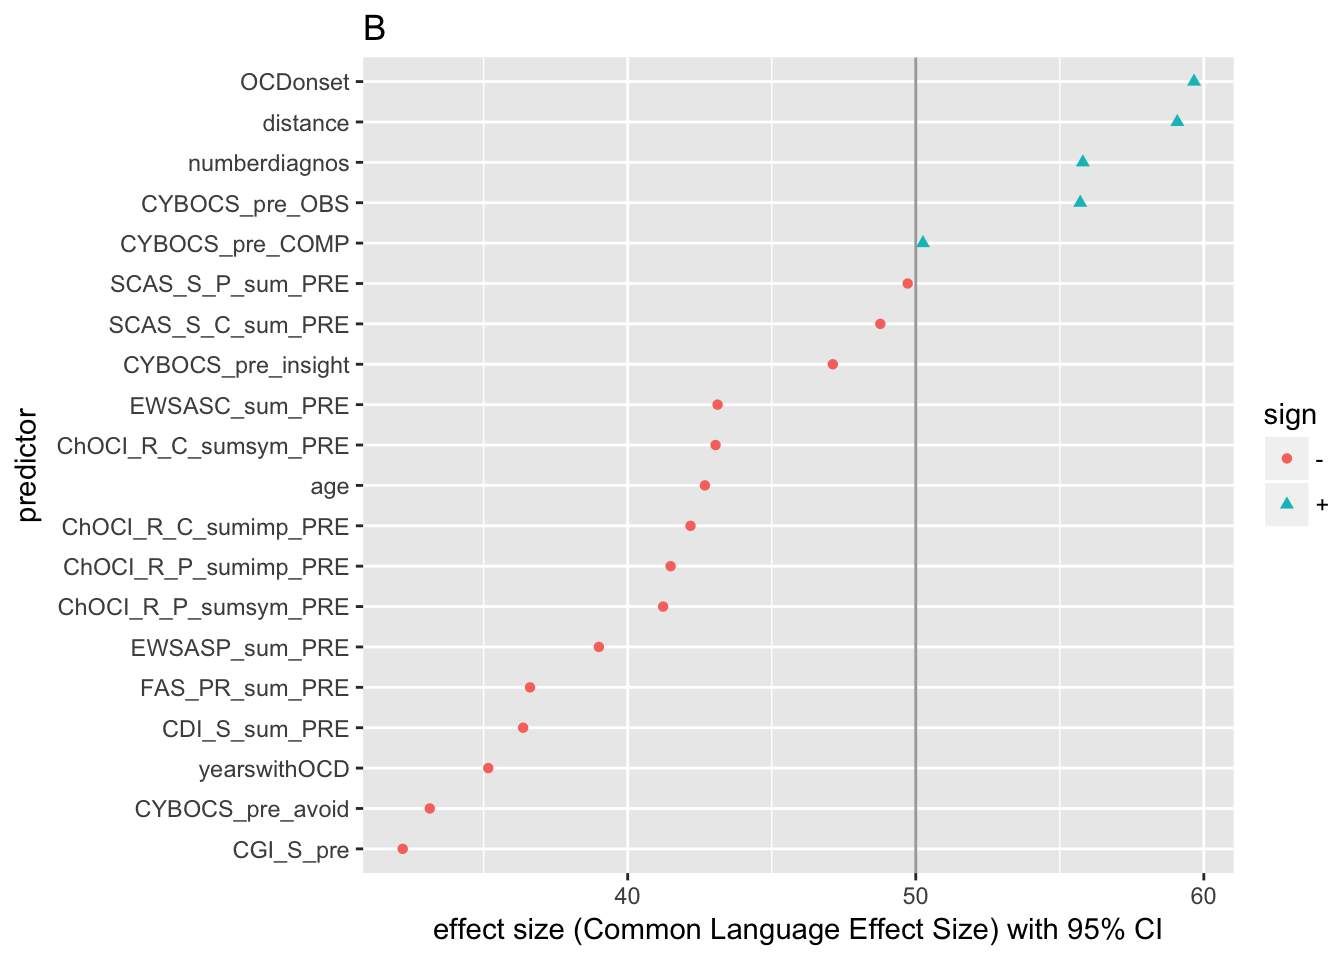 B
OCDonset
distance
numberdiagnos
CYBOCS_pre_OBS
CYBOCS_pre_COMP
SCAS_S_P_sum_PRE
SCAS_S_C_sum_PRE
CYBOCS_pre_insight
EWSASC_sum_PRE
ChOCI_R_C_sumsym_PRE
age
ChOCI_R_C_sumimp_PRE
ChOCI_R_P_sumimp_PRE
ChOCI_R_P_sumsym_PRE
EWSASP_sum_PRE
FAS_PR_sum_PRE
CDI_S_sum_PRE
yearswithOCD
CYBOCS_pre_avoid
CGI_S_pre
predictor
40 50 60
effect size (Common Language Effect Size) with 95% CI
sign
-
+